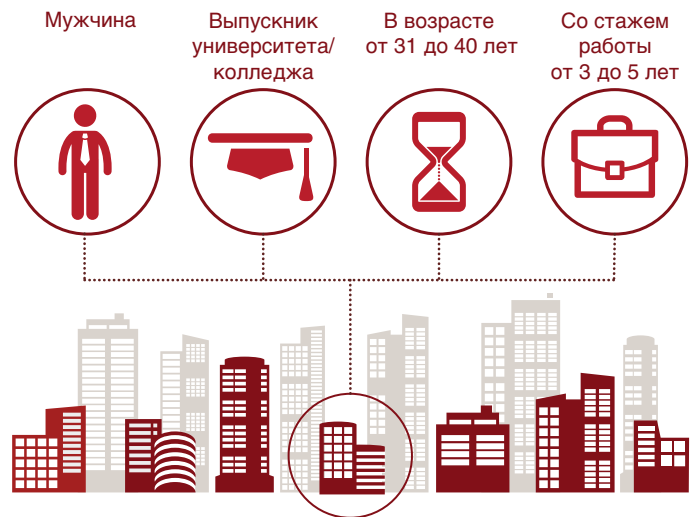 Мужчина
Выпускник
университета/
колледжа
В возрасте
от 31 до 40 лет
Со стажем
работы
от 3 до 5 лет